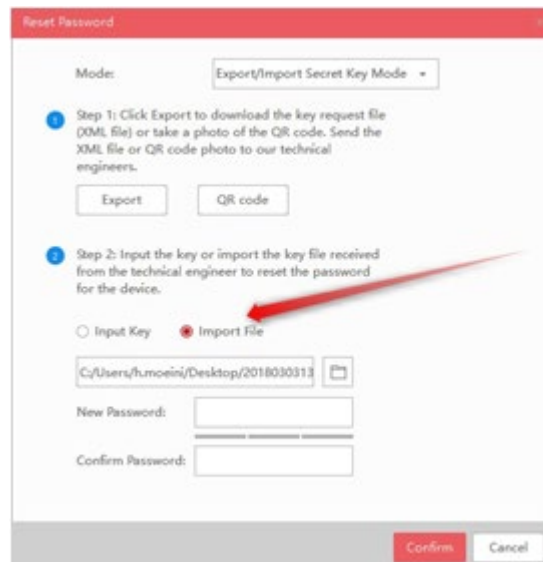 Reset Password
Mode: Export/Import Secret Key Mode
1 Step 1: Click Export to download the key request file
(XML file) or take a photo of the QR code. Send the
XML file or QR code photo to our technical
engineers.
Export QR code
2 Step 2: Input the key or import the key file received
from the technical engineer to reset the password
for the device.
Input Key Import File
C:/Users/h.moeini/Desktop/2018030313
New Password:
Confirm Password:
Confirm Cancel